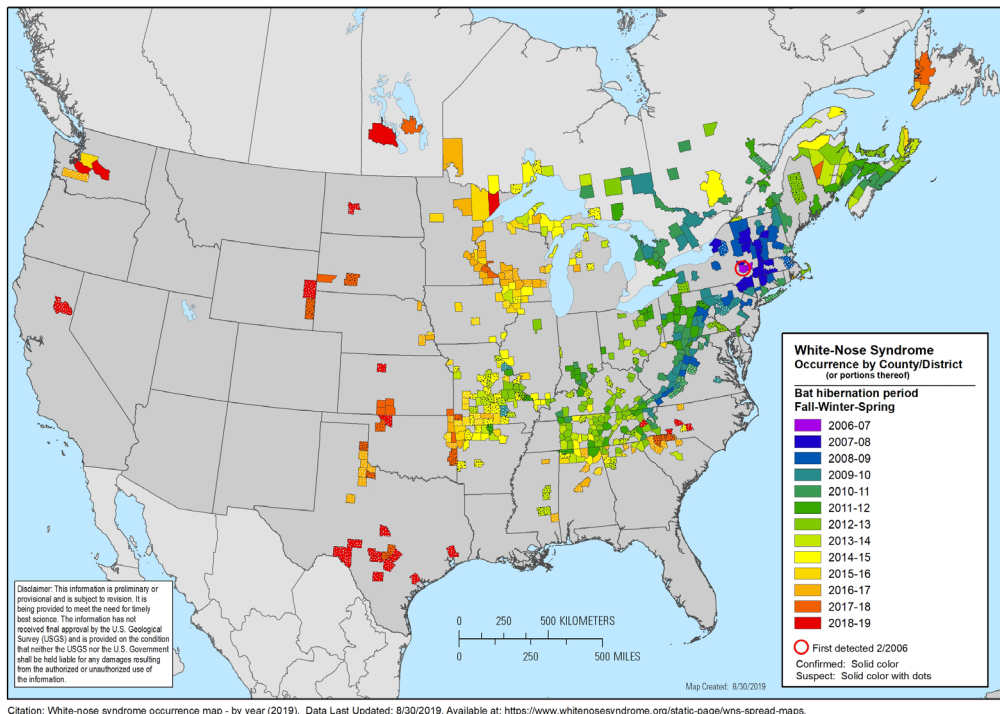 White-Nose Syndrome
Occurrence by County/District
(or portions thereof)
Bat hibernation period
Fall-Winter-Spring
2006-07
2007-08
2008-09
2009-10
2010-11
2011-12
2012-13
2013-14
2014-15
2015-16
2016-17
2017-18
2018-19
First detected 2/2006
Confirmed: Solid color
Suspect: Solid color with dots
Disclaimer: This information is preliminary or
provisional and is subject to revision. It is
being provided to meet the need for timely
best science. The information has not
received final approval by the U.S. Geological
Survey (USGS) and is provided on the condition
that neither the USGS nor the U.S. Government
shall be held liable for any damages resulting
from the authorized or unauthorized use of
the information.
0 250 500 KILOMETERS
0 250 500 MILES
Map Created: 8/30/2019
Citation: White-nose syndrome occurrence map - by year (2019). Data Last Updated: 8/30/2019. Available at: https://www.whitenosesyndrome.org/static-page/wns-spread-maps.